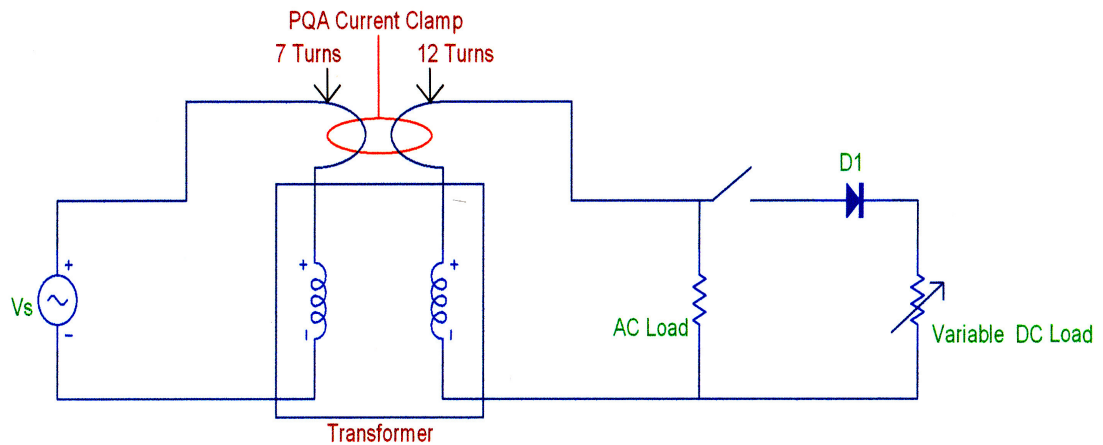 PQA Current Clamp
7 Turns 12 Turns
D1
+ + +
Vs
AC Load
Variable DC Load
- - -
Transformer